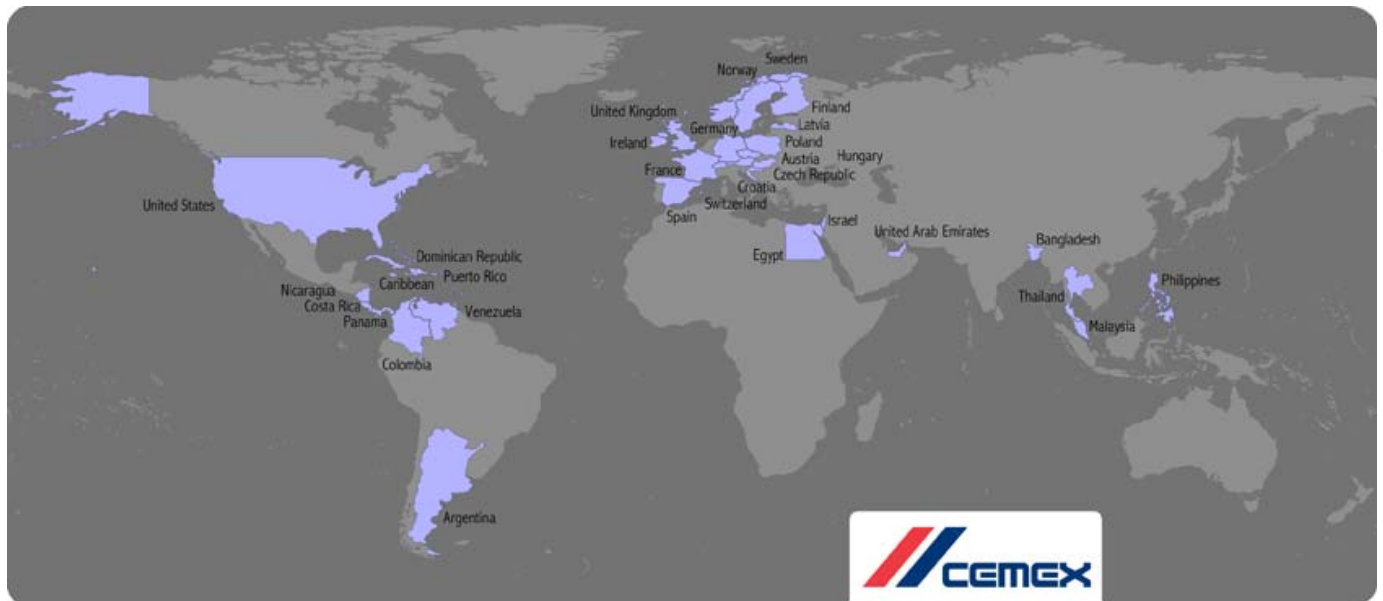 Sweden
Norway
United Kingdom
Finland
Germany
Latvia
Ireland
Poland
Hungary
Austria
France
Czech Republic
Croatia
Switzerland
Spain
United States
Israel
United Arab Emirates
Bangladesh
Egypt
Dominican Republic
Puerto Rico
Caribbean
Nicaragua
Costa Rica
Panama
Venezuela
Philippines
Thailand
Malaysia
Colombia
Argentina
CEMEX